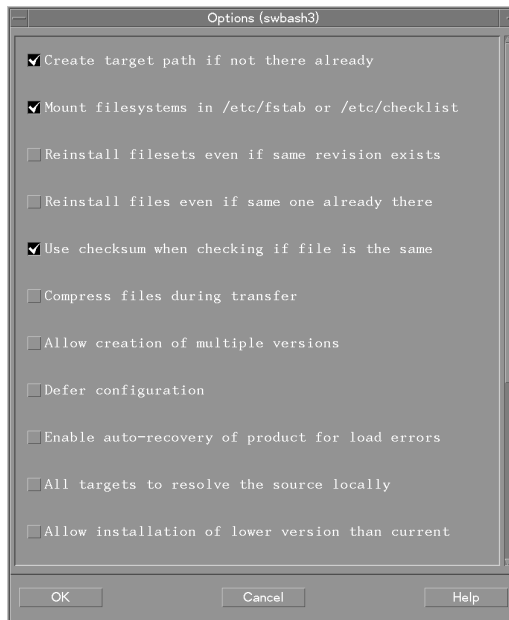 Options (swbash3)
Create target path if not there already
Mount filesystems in /etc/fstab or /etc/checklist
Reinstall filesets even if same revision exists
Reinstall files even if same one already there
Use checksum when checking if file is the same
Compress files during transfer
Allow creation of multiple versions
Defer configuration
Enable auto-recovery of product for load errors
All targets to resolve the source locally
Allow installation of lower version than current
OK Cancel Help